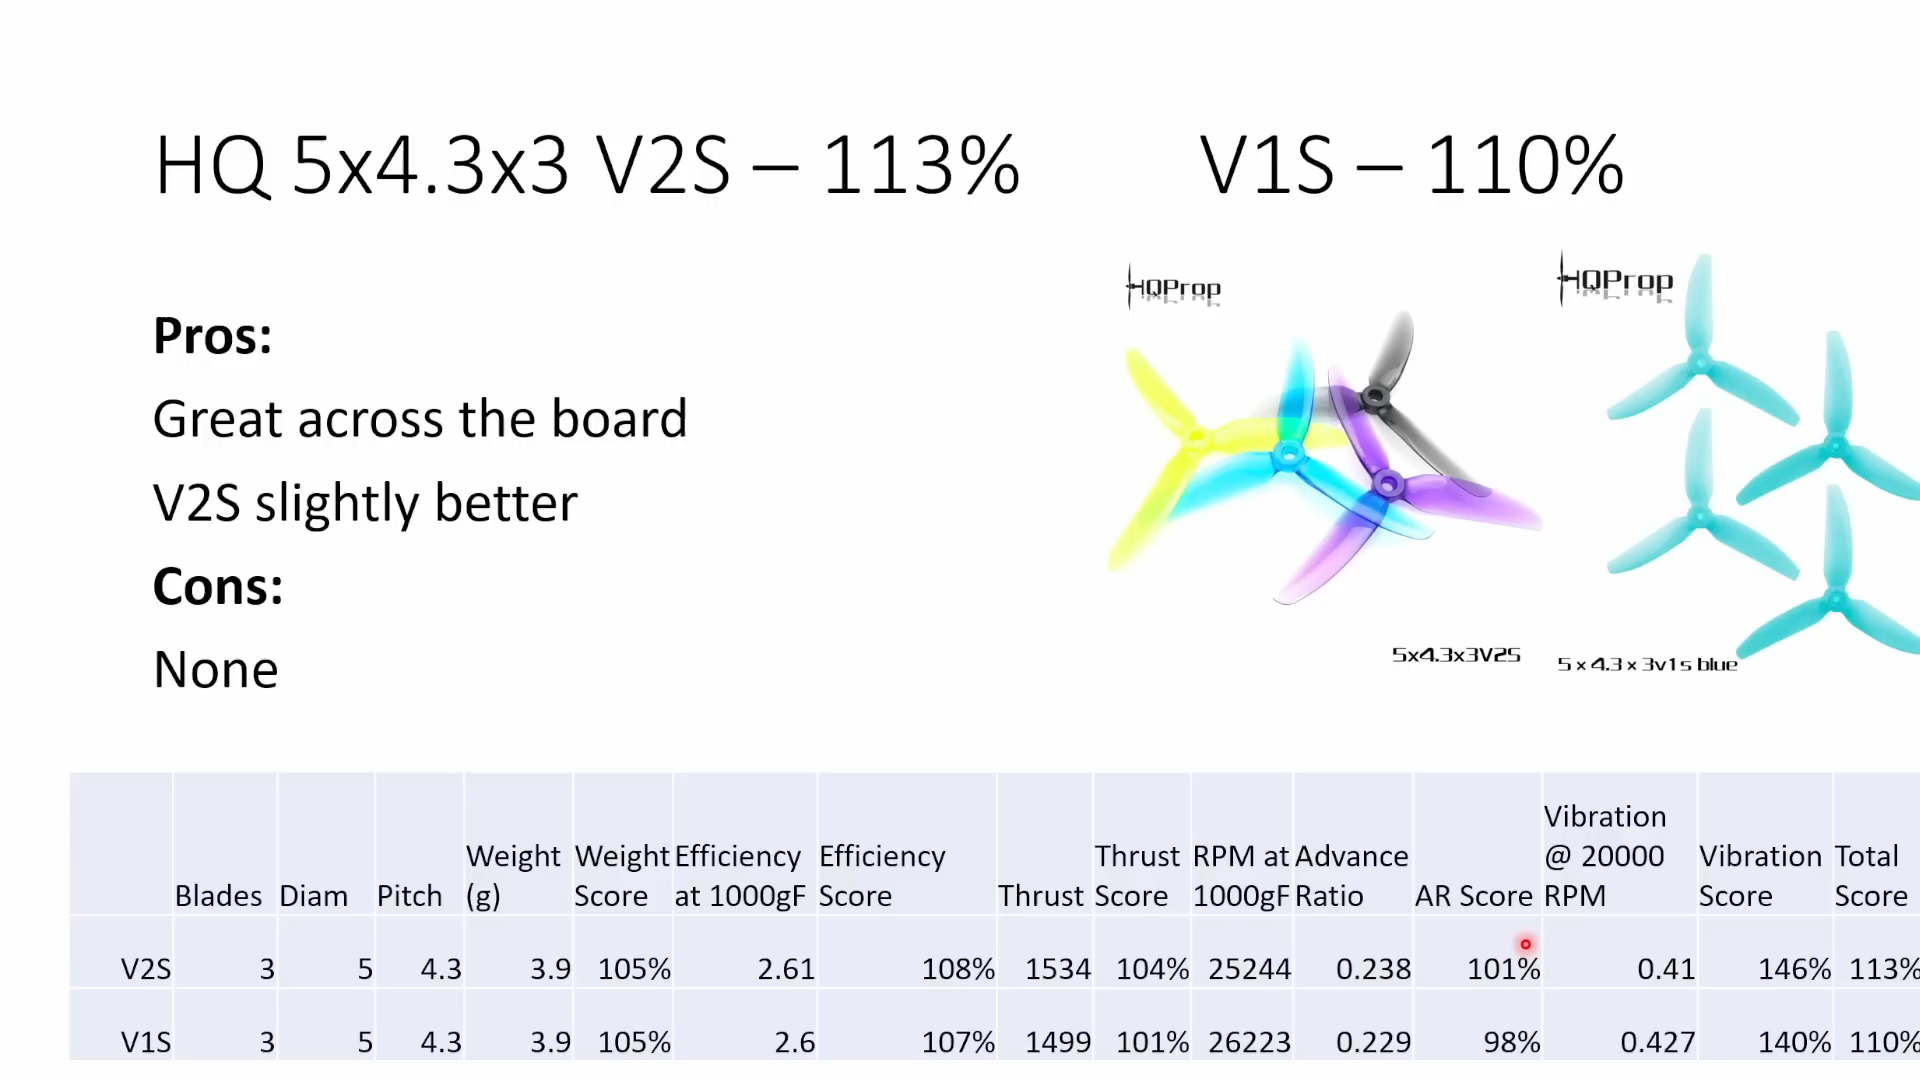 HQ 5x4.3x3 V2S – 113% V1S – 110%
Pros:
Great across the board
V2S slightly better
Cons:
None
HQProp
HQProp
5x4.3x3V2S
5 x 4.3 x 3v1s blue
Blades Diam Pitch Weight (g) Weight Score Efficiency at 1000gF Efficiency Score Thrust Thrust Score RPM at 1000gF Advance Ratio AR Score Vibration @ 20000 RPM Vibration Score Total Score
V2S 3 5 4.3 3.9 105% 2.61 108% 1534 104% 25244 0.238 101% 0.41 146% 113%
V1S 3 5 4.3 3.9 105% 2.6 107% 1499 101% 26223 0.229 98% 0.427 140% 110%